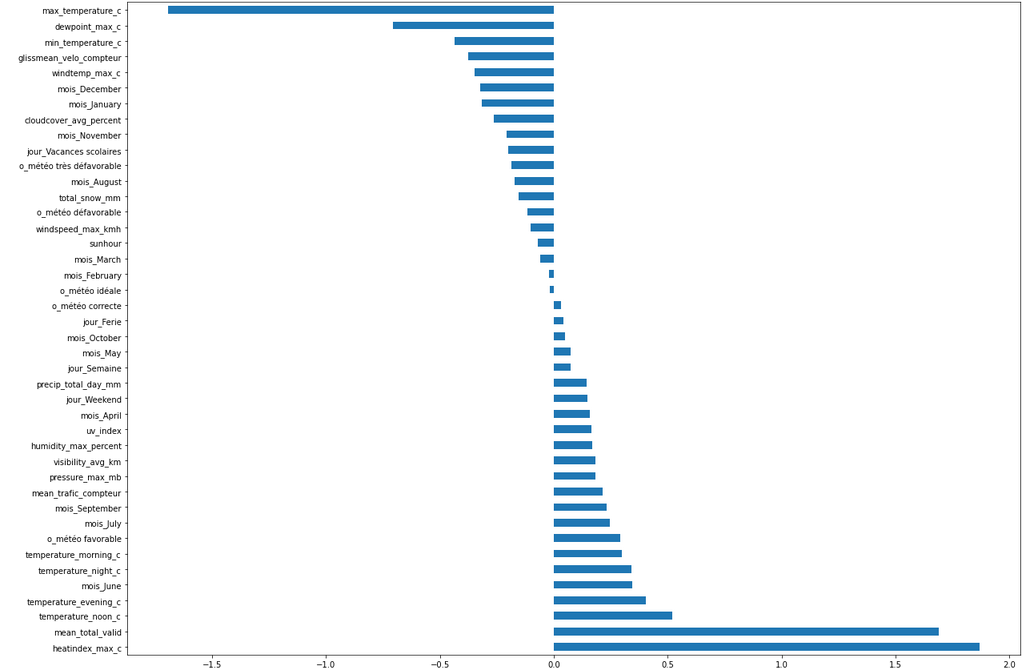 max_temperature_c
dewpoint_max_c
min_temperature_c
glissmean_velo_compteur
windtemp_max_c
mois_December
mois_January
cloudcover_avg_percent
mois_November
jour_Vacances scolaires
o_météo très défavorable
mois_August
total_snow_mm
o_météo défavorable
windspeed_max_kmh
sunhour
mois_March
mois_February
o_météo idéale
o_météo correcte
jour_Ferie
mois_October
mois_May
jour_Semaine
precip_total_day_mm
jour_Weekend
mois_April
uv_index
humidity_max_percent
visibility_avg_km
pressure_max_mb
mean_trafic_compteur
mois_September
mois_July
o_météo favorable
temperature_morning_c
temperature_night_c
mois_June
temperature_evening_c
temperature_noon_c
mean_total_valid
heatindex_max_c
−1.5 −1.0 −0.5 0.0 0.5 1.0 1.5 2.0